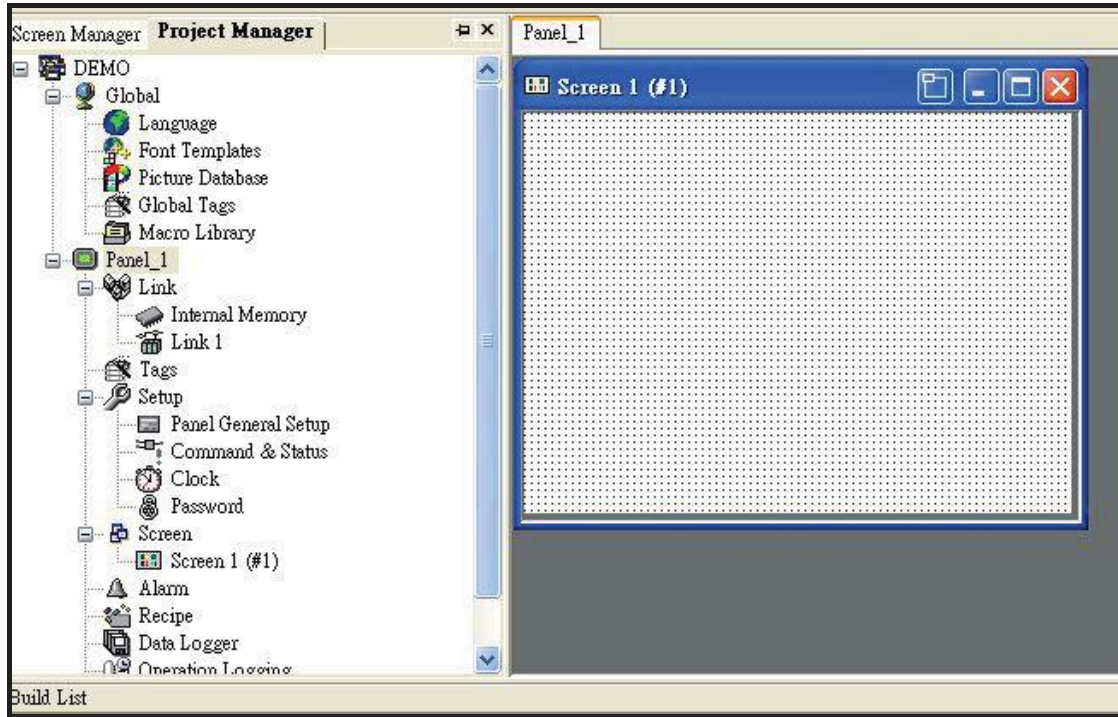 Screen Manager Project Manager
DEMO
Global
Language
Font Templates
Picture Database
Global Tags
Macro Library
Panel_1
Link
Internal Memory
Link 1
Tags
Setup
Panel General Setup
Command & Status
Clock
Password
Screen
Screen 1 (#1)
Alarm
Recipe
Data Logger
Operation Logging
Panel_1
Screen 1 (#1)
Build List